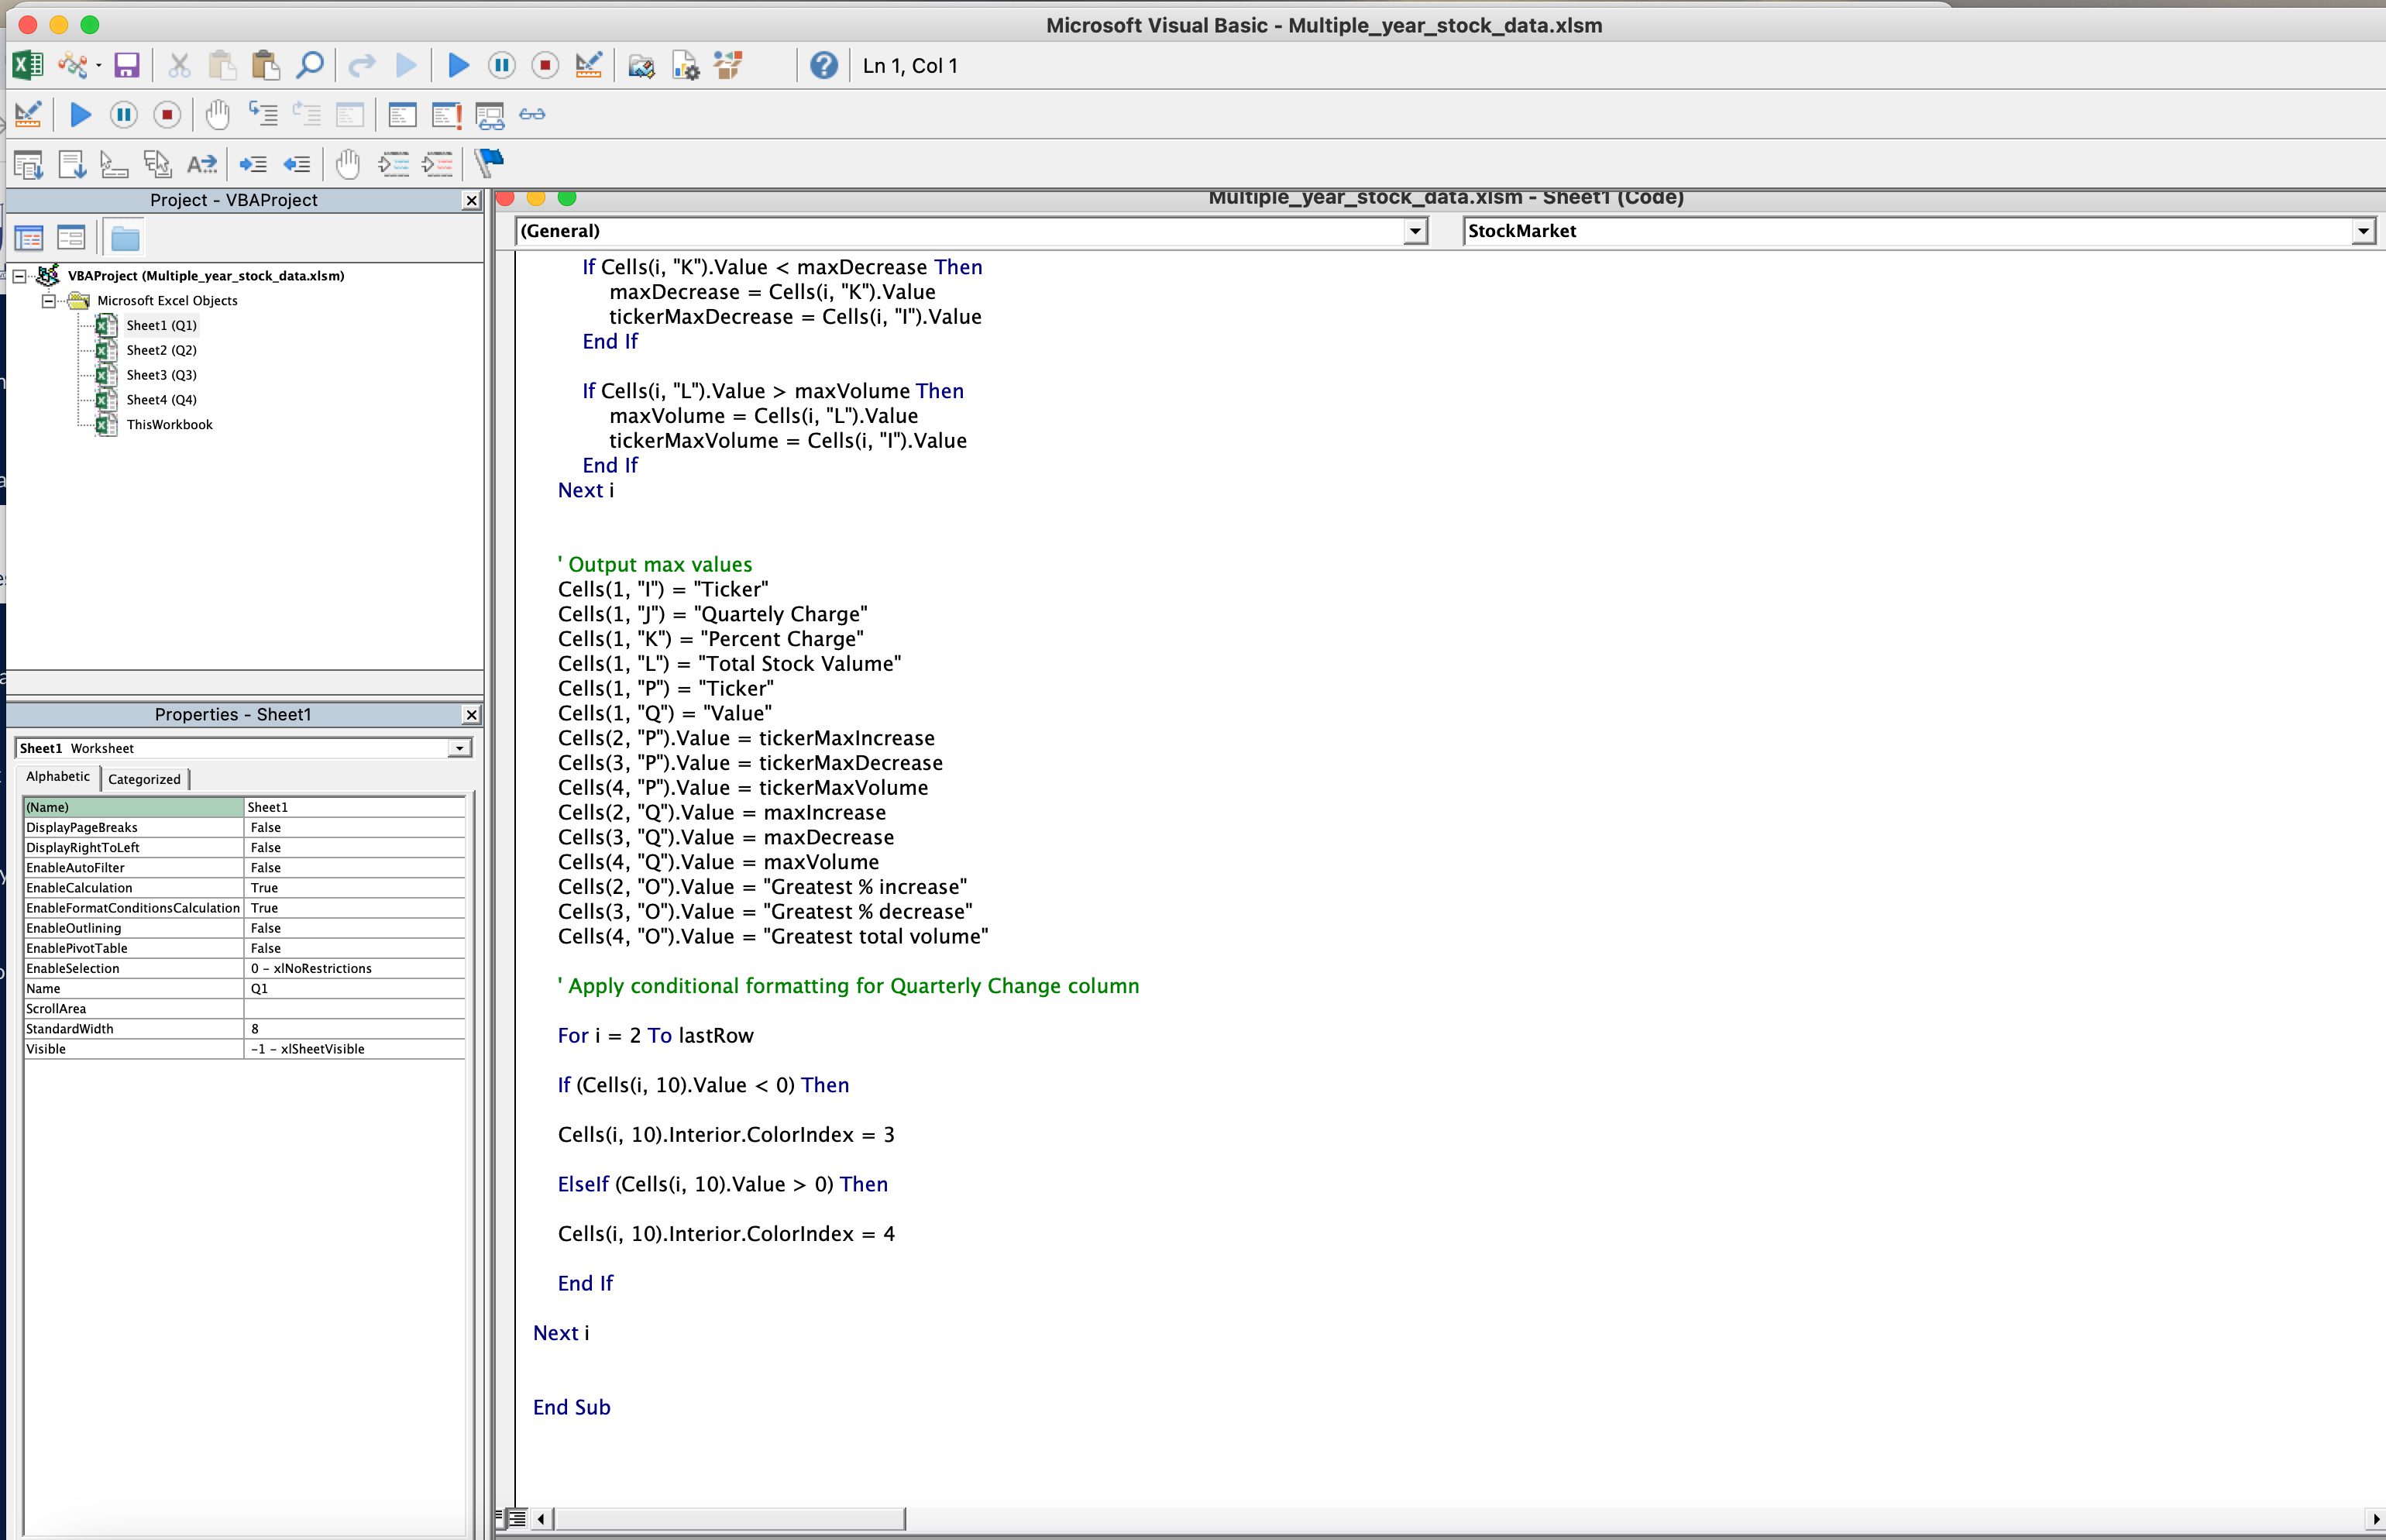 Microsoft Visual Basic - Multiple_year_stock_data.xlsm
Ln 1, Col 1
Project - VBAProject
VBAProject (Multiple_year_stock_data.xlsm)
Microsoft Excel Objects
Sheet1 (Q1)
Sheet2 (Q2)
Sheet3 (Q3)
Sheet4 (Q4)
ThisWorkbook
Properties - Sheet1
Sheet1 Worksheet
Alphabetic Categorized
(Name) Sheet1
DisplayPageBreaks False
DisplayRightToLeft False
EnableAutoFilter False
EnableCalculation True
EnableFormatConditionsCalculation True
EnableOutlining False
EnablePivotTable False
EnableSelection 0 - xlNoRestrictions
Name Q1
ScrollArea
StandardWidth 8
Visible -1 - xlSheetVisible
Multiple_year_stock_data.xlsm - Sheet1 (Code)
(General) StockMarket
If Cells(i, "K").Value < maxDecrease Then
maxDecrease = Cells(i, "K").Value
tickerMaxDecrease = Cells(i, "I").Value
End If
If Cells(i, "L").Value > maxVolume Then
maxVolume = Cells(i, "L").Value
tickerMaxVolume = Cells(i, "I").Value
End If
Next i
' Output max values
Cells(1, "I") = "Ticker"
Cells(1, "J") = "Quartely Charge"
Cells(1, "K") = "Percent Charge"
Cells(1, "L") = "Total Stock Valume"
Cells(1, "P") = "Ticker"
Cells(1, "Q") = "Value"
Cells(2, "P").Value = tickerMaxIncrease
Cells(3, "P").Value = tickerMaxDecrease
Cells(4, "P").Value = tickerMaxVolume
Cells(2, "Q").Value = maxIncrease
Cells(3, "Q").Value = maxDecrease
Cells(4, "Q").Value = maxVolume
Cells(2, "O").Value = "Greatest % increase"
Cells(3, "O").Value = "Greatest % decrease"
Cells(4, "O").Value = "Greatest total volume"
' Apply conditional formatting for Quarterly Change column
For i = 2 To lastRow
If (Cells(i, 10).Value < 0) Then
Cells(i, 10).Interior.ColorIndex = 3
ElseIf (Cells(i, 10).Value > 0) Then
Cells(i, 10).Interior.ColorIndex = 4
End If
Next i
End Sub